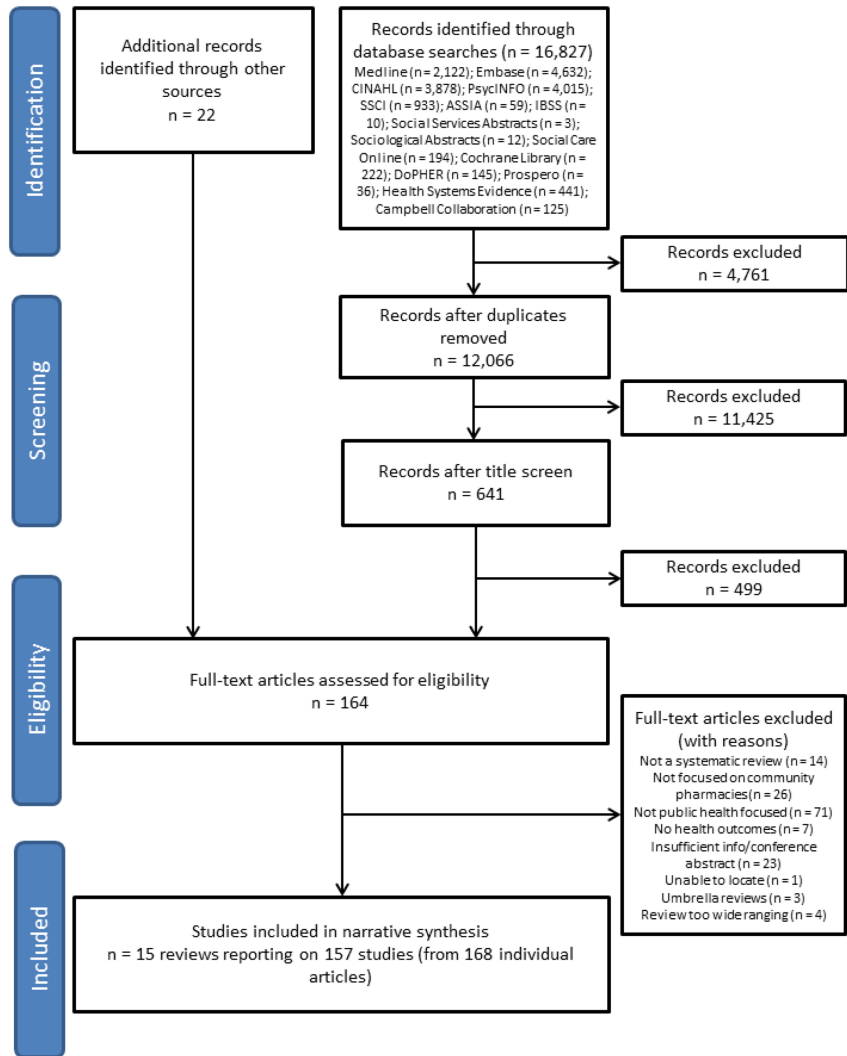 Identification
Additional records
identified through other
sources
n = 22
Records identified through
database searches (n = 16,827)
Medline (n = 2,122); Embase (n = 4,632);
CINAHL (n = 3,878); PsycINFO (n = 4,015);
SSCI (n = 933); ASSIA (n = 59); IBSS (n =
10); Social Services Abstracts (n = 3);
Sociological Abstracts (n = 12); Social Care
Online (n = 194); Cochrane Library (n =
222); DoPHER (n = 145); Prospero (n =
36); Health Systems Evidence (n = 441);
Campbell Collaboration (n = 125)
Records excluded
n = 4,761
Screening
Records after duplicates
removed
n = 12,066
Records excluded
n = 11,425
Records after title screen
n = 641
Records excluded
n = 499
Eligibility
Full-text articles assessed for eligibility
n = 164
Full-text articles excluded
(with reasons)
Not a systematic review (n = 14)
Not focused on community
pharmacies (n = 26)
Not public health focused (n = 71)
No health outcomes (n = 7)
Insufficient info/conference
abstract (n = 23)
Unable to locate (n = 1)
Umbrella reviews (n = 3)
Review too wide ranging (n = 4)
Included
Studies included in narrative synthesis
n = 15 reviews reporting on 157 studies (from 168 individual
articles)